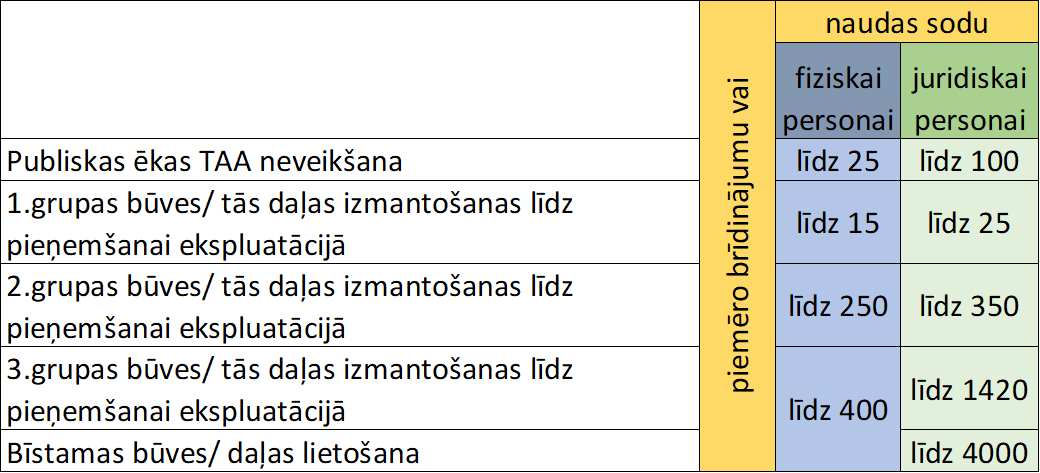 naudas sodu
piemēro brīdinājumu vai
fiziskai
personai
juridiskai
personai
Publiskas ēkas TAA neveikšana
līdz 25
līdz 100
1.grupas būves/ tās daļas izmantošanas līdz
pieņemšanai ekspluatācijā
līdz 15
līdz 25
2.grupas būves/ tās daļas izmantošanas līdz
pieņemšanai ekspluatācijā
līdz 250
līdz 350
3.grupas būves/ tās daļas izmantošanas līdz
pieņemšanai ekspluatācijā
līdz 400
līdz 1420
Bīstamas būves/ daļas lietošana
līdz 4000